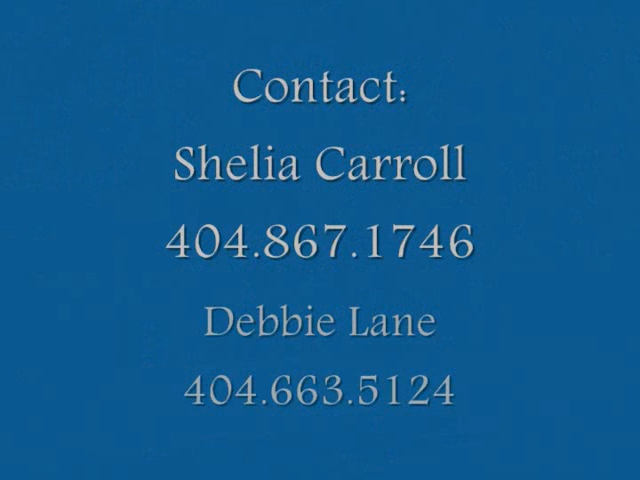 Contact:
Shelia Carroll
404.867.1746
Debbie Lane
404.663.5124